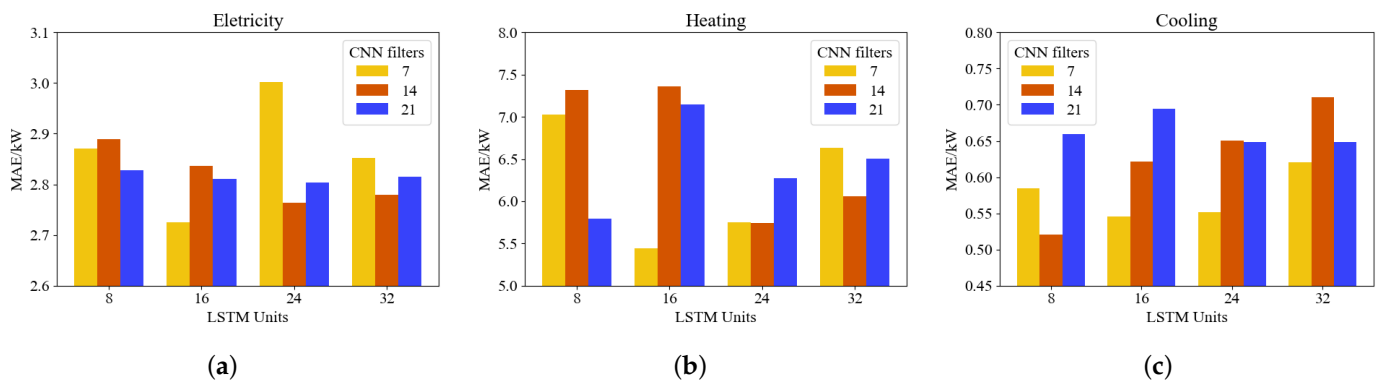 Eletricity
3.1
3.0
2.9
2.8
2.7
2.6
MAE/kW
CNN filters
7
14
21
8 16 24 32
LSTM Units
(a)
Heating
8.0
7.5
7.0
6.5
6.0
5.5
5.0
MAE/kW
CNN filters
7
14
21
8 16 24 32
LSTM Units
(b)
Cooling
0.80
0.75
0.70
0.65
0.60
0.55
0.50
0.45
MAE/kW
CNN filters
7
14
21
8 16 24 32
LSTM Units
(c)